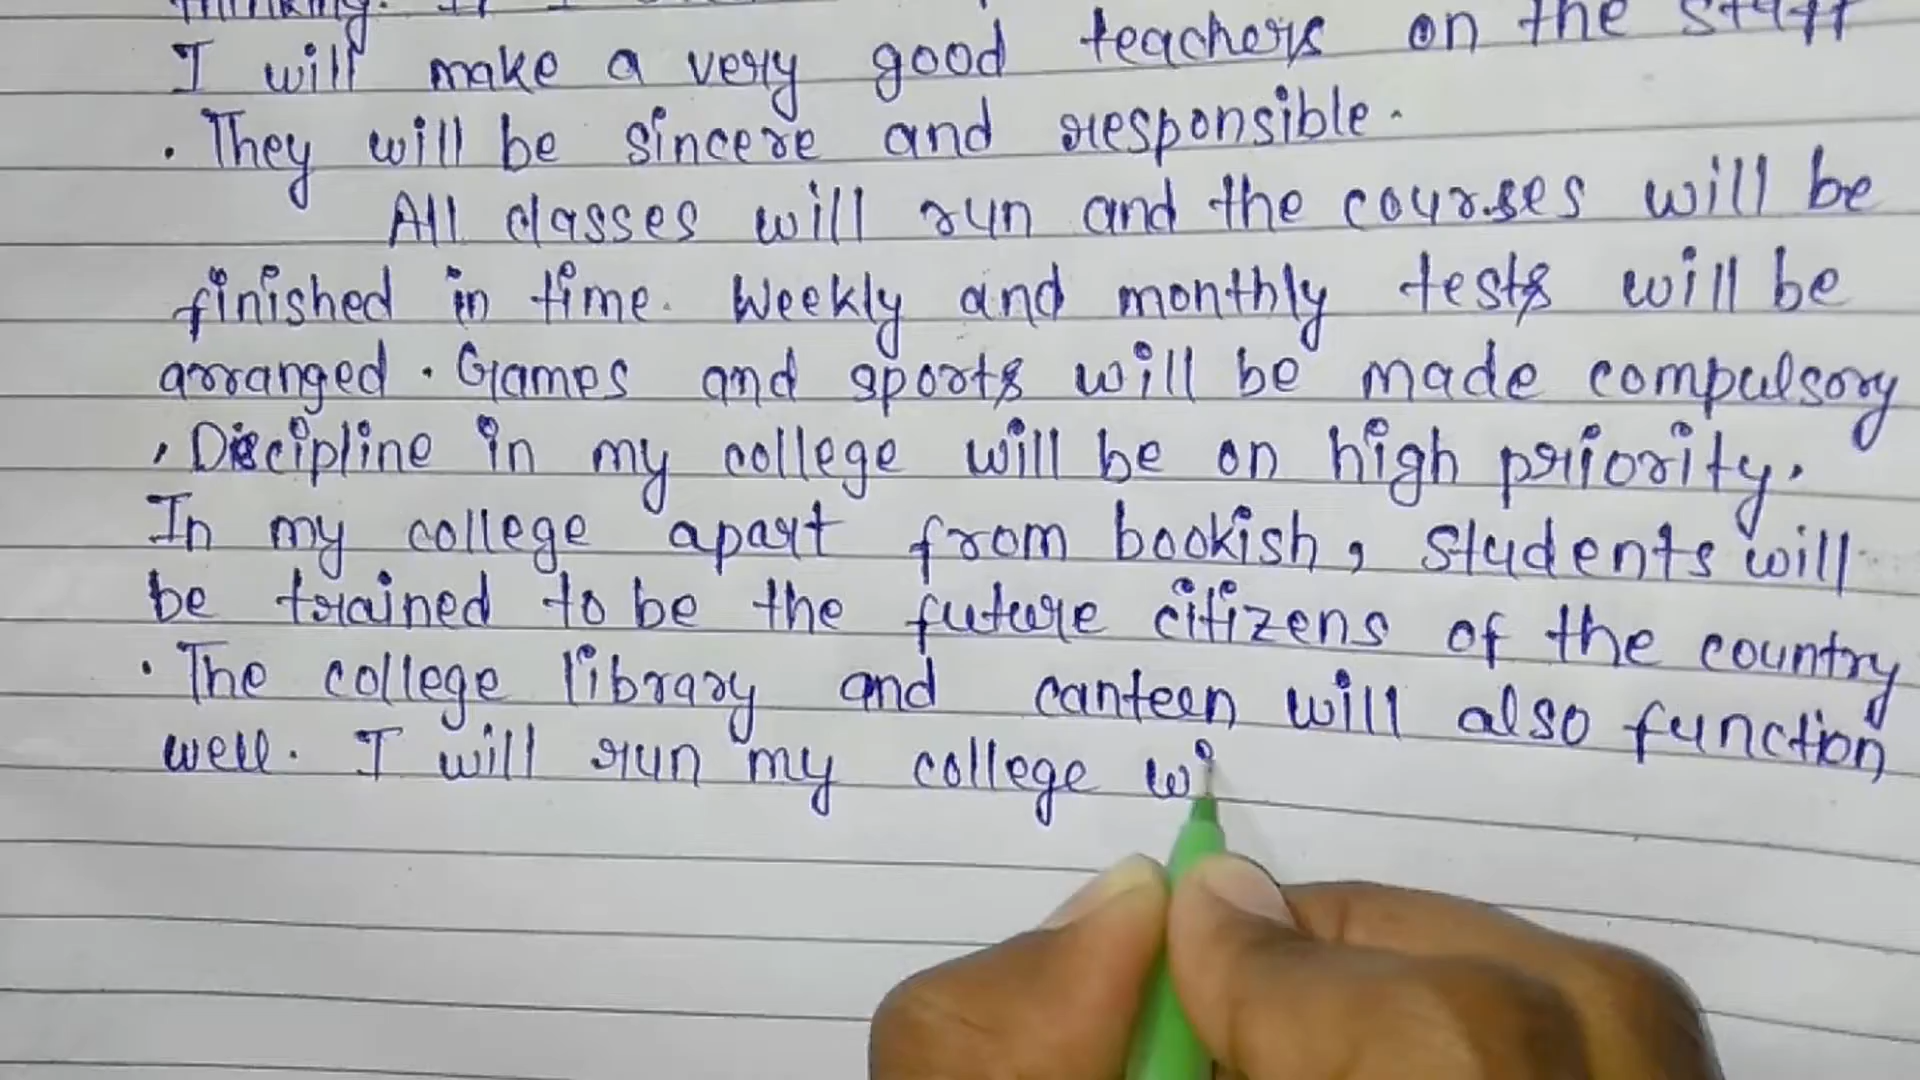 thinking. If I
I will make a very good teachers on the staff
. They will be sincere and responsible.
All classes will run and the courses will be
finished in time. Weekly and monthly tests will be
arranged. Games and sports will be made compulsory
. Discipline in my college will be on high priority.
In my college apart from bookish, students will
be trained to be the future citizens of the country
. The college library and canteen will also function
well. I will run my college wi